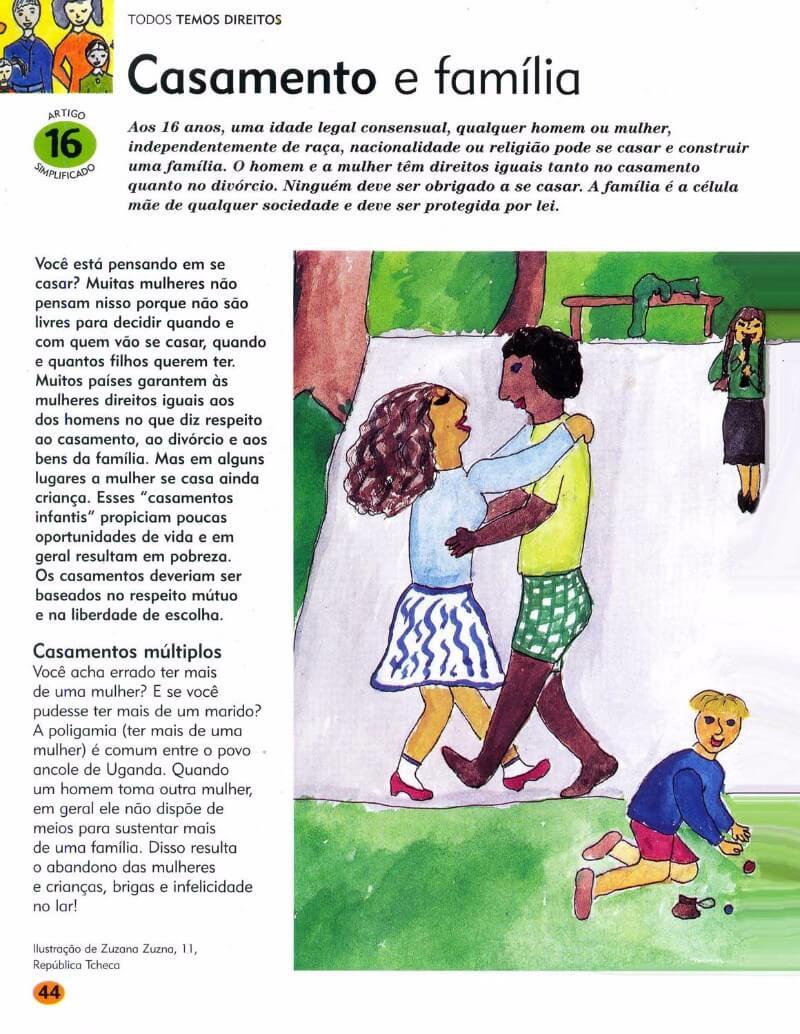 TODOS TEMOS DIREITOS
Casamento e família
ARTIGO
16
SIMPLIFICADO
Aos 16 anos, uma idade legal consensual, qualquer homem ou mulher,
independentemente de raça, nacionalidade ou religião pode se casar e construir
uma família. O homem e a mulher têm direitos iguais tanto no casamento
quanto no divórcio. Ninguém deve ser obrigado a se casar. A família é a célula
mãe de qualquer sociedade e deve ser protegida por lei.
Você está pensando em se
casar? Muitas mulheres não
pensam nisso porque não são
livres para decidir quando e
com quem vão se casar, quando
e quantos filhos querem ter.
Muitos países garantem às
mulheres direitos iguais aos
dos homens no que diz respeito
ao casamento, ao divórcio e aos
bens da família. Mas em alguns
lugares a mulher se casa ainda
criança. Esses “casamentos
infantis” propiciam poucas
oportunidades de vida e em
geral resultam em pobreza.
Os casamentos deveriam ser
baseados no respeito mútuo
e na liberdade de escolha.
Casamentos múltiplos
Você acha errado ter mais
de uma mulher? E se você
pudesse ter mais de um marido?
A poligamia (ter mais de uma
mulher) é comum entre o povo
ancole de Uganda. Quando
um homem toma outra mulher,
em geral ele não dispõe de
meios para sustentar mais
de uma família. Disso resulta
o abandono das mulheres
e crianças, brigas e infelicidade
no lar!
Ilustração de Zuzana Zuzna, 11,
República Tcheca
44